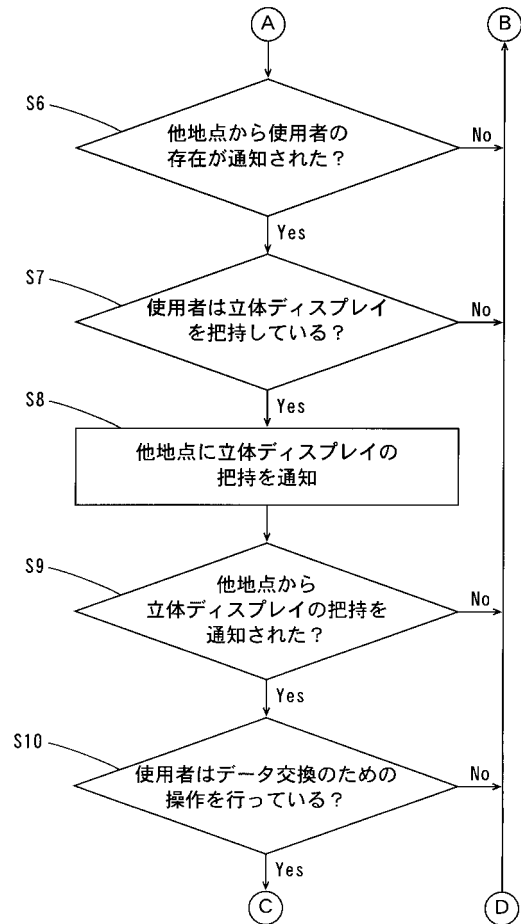 A
B
S6
他地点から使用者の
存在が通知された？
No
Yes
S7
使用者は立体ディスプレイ
を把持している？
No
Yes
S8
他地点に立体ディスプレイの
把持を通知
S9
他地点から
立体ディスプレイの把持を
通知された？
No
Yes
S10
使用者はデータ交換のための
操作を行っている？
No
Yes
C
D